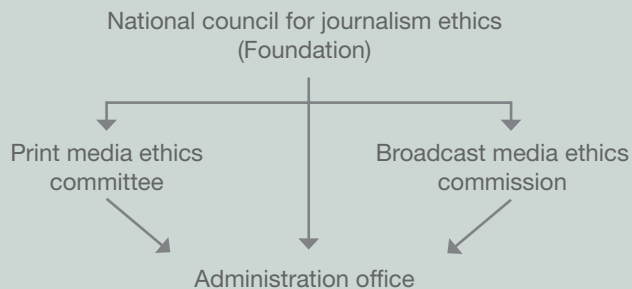 National council for journalism ethics
(Foundation)
Print media ethics
committee
Broadcast media ethics
commission
Administration office